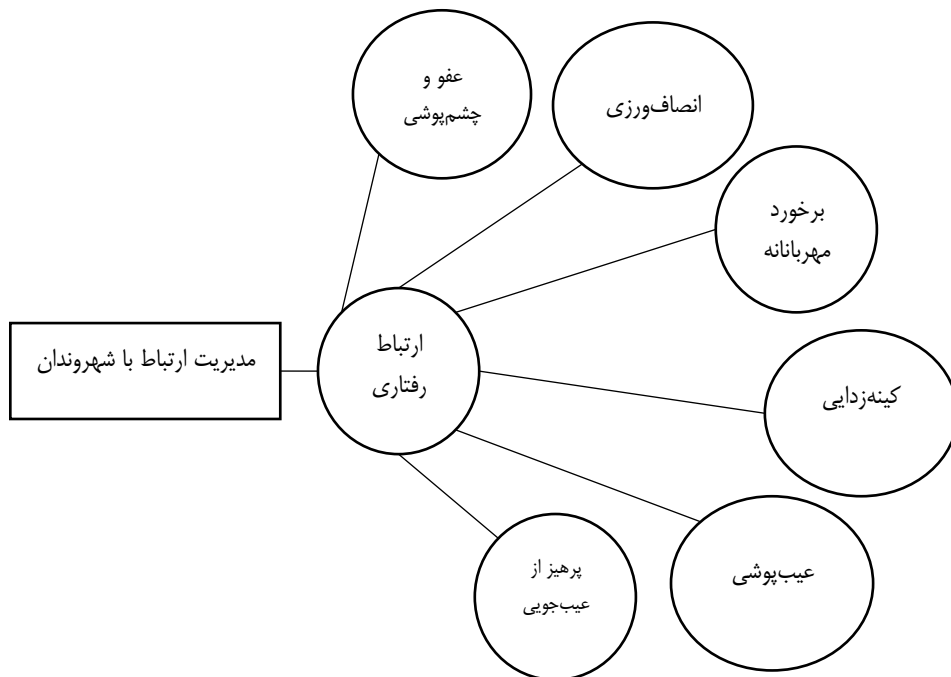 عفو و
چشم‌پوشی
انصاف‌ورزی
برخورد
مهربانانه
ارتباط
رفتاری
مدیریت ارتباط با شهروندان
کینه‌زدایی
عیب‌پوشی
پرهیز از
عیب‌جویی